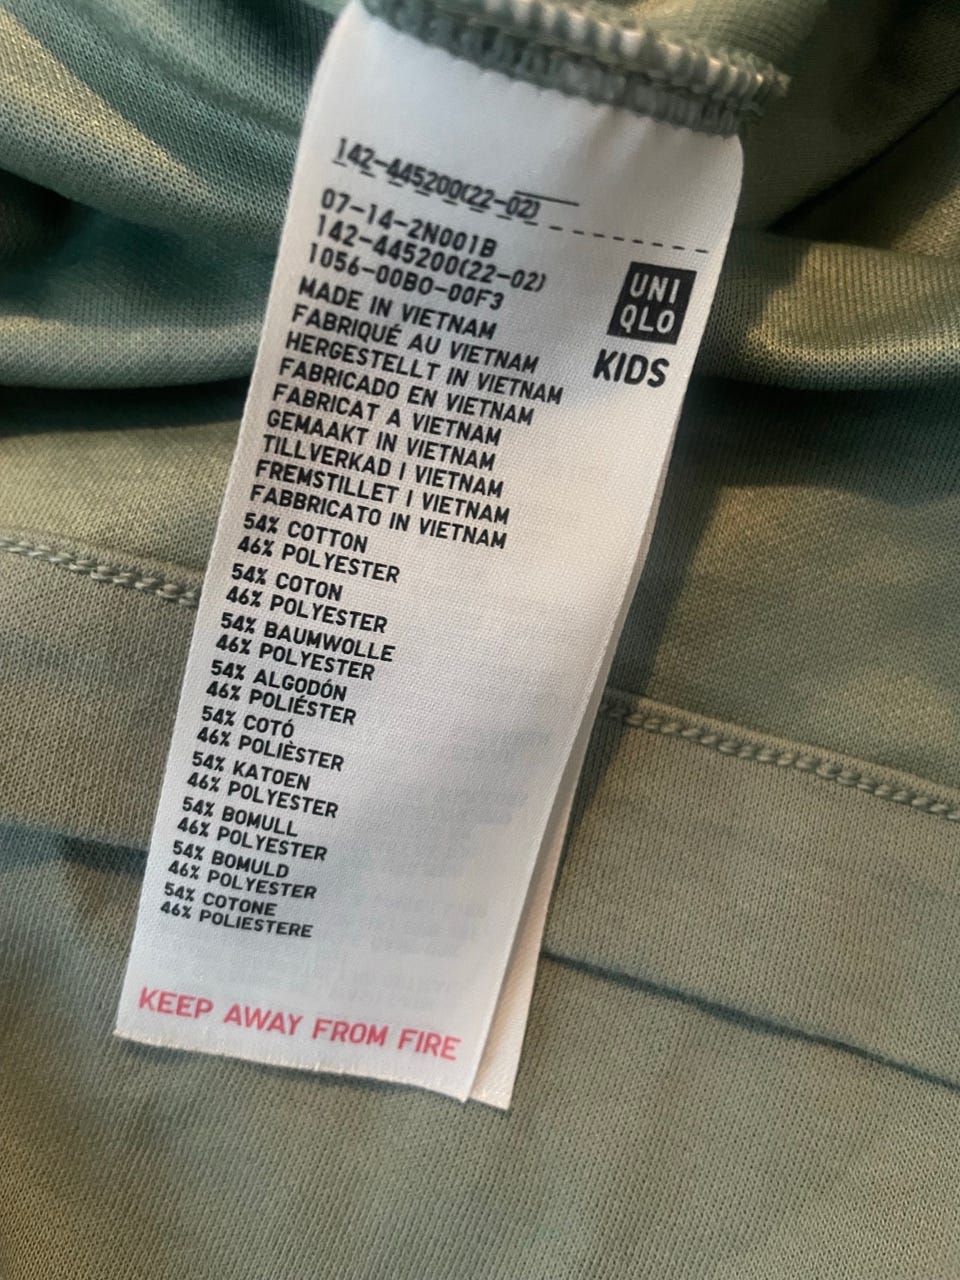 142-445200(22-02)
07-14-2N001B
142-445200(22-02)
1056-00B0-00F3
UNI
QLO
KIDS
MADE IN VIETNAM
FABRIQUÉ AU VIETNAM
HERGESTELLT IN VIETNAM
FABRICADO EN VIETNAM
FABRICAT A VIETNAM
GEMAAKT IN VIETNAM
TILLVERKAD I VIETNAM
FREMSTILLET I VIETNAM
FABBRICATO IN VIETNAM
54% COTTON
46% POLYESTER
54% COTON
46% POLYESTER
54% BAUMWOLLE
46% POLYESTER
54% ALGODÓN
46% POLIÉSTER
54% COTÓ
46% POLIÈSTER
54% KATOEN
46% POLYESTER
54% BOMULL
46% POLYESTER
54% BOMULD
46% POLYESTER
54% COTONE
46% POLIESTERE
KEEP AWAY FROM FIRE